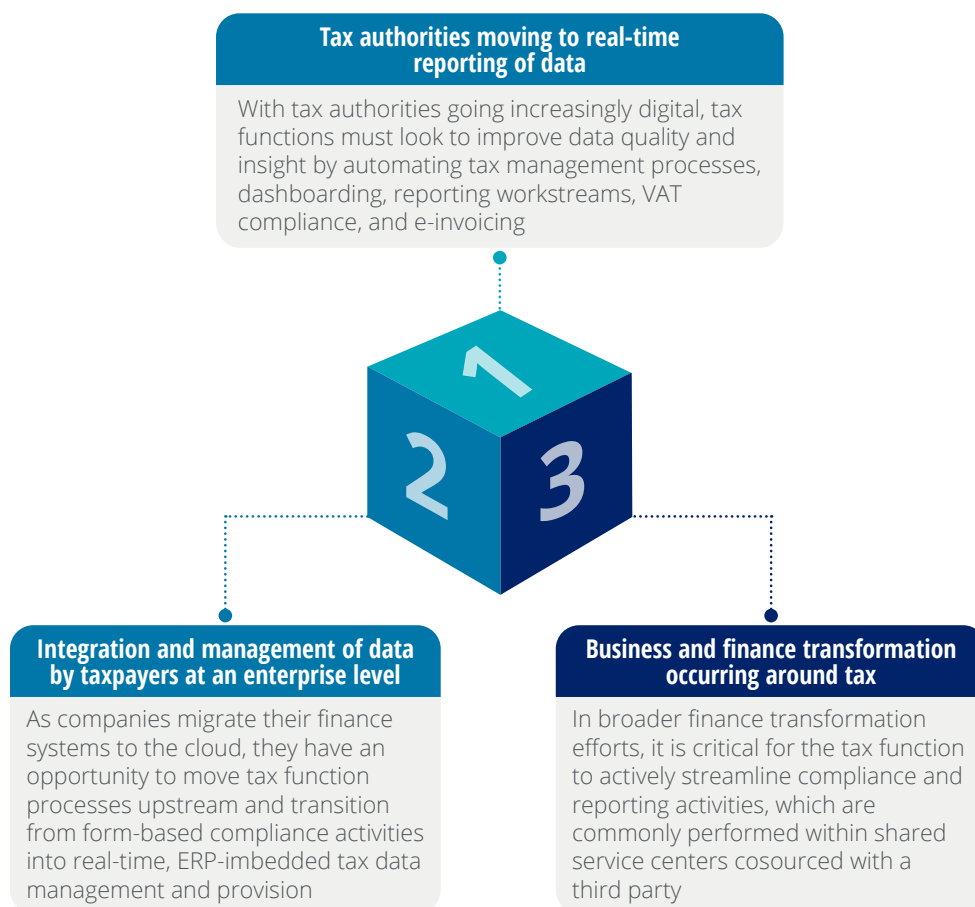 Tax authorities moving to real-time
reporting of data
With tax authorities going increasingly digital, tax
functions must look to improve data quality and
insight by automating tax management processes,
dashboarding, reporting workstreams, VAT
compliance, and e-invoicing
1
2
3
Integration and management of data
by taxpayers at an enterprise level
As companies migrate their finance
systems to the cloud, they have an
opportunity to move tax function
processes upstream and transition
from form-based compliance activities
into real-time, ERP-imbedded tax data
management and provision
Business and finance transformation
occurring around tax
In broader finance transformation
efforts, it is critical for the tax function
to actively streamline compliance and
reporting activities, which are
commonly performed within shared
service centers cosourced with a
third party